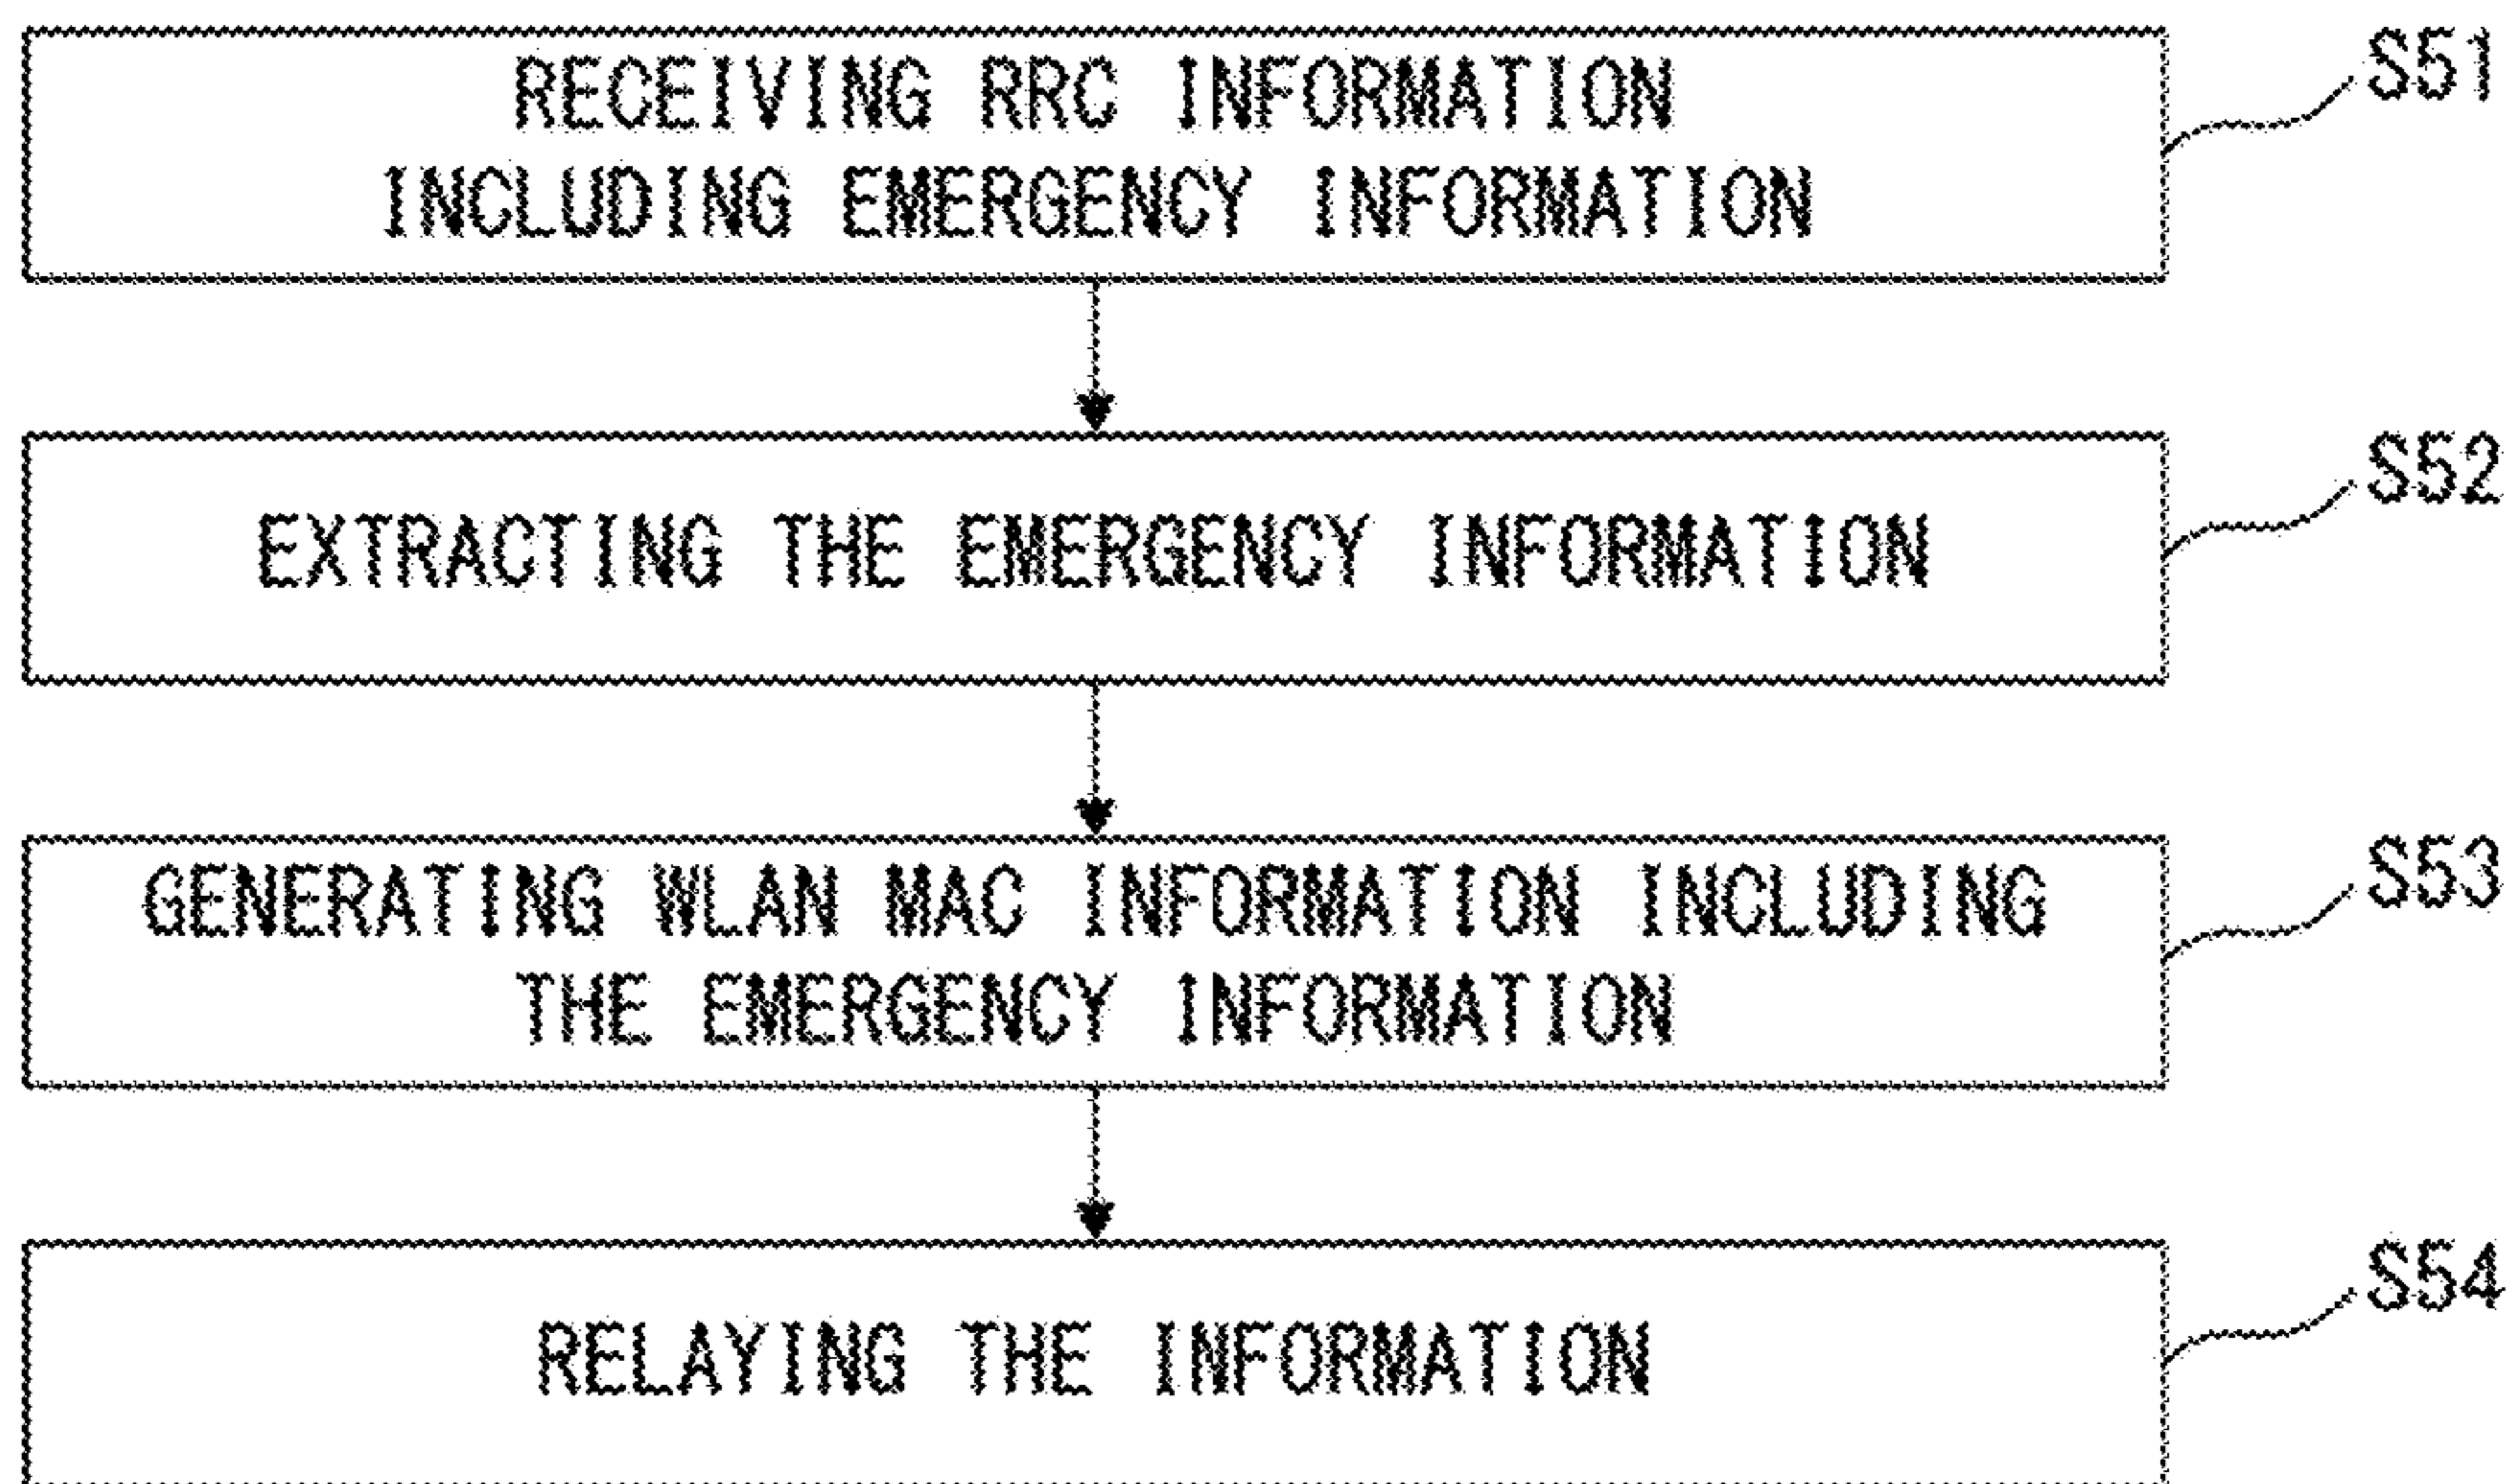 RECEIVING RRC INFORMATION
INCLUDING EMERGENCY INFORMATION
S51
EXTRACTING THE EMERGENCY INFORMATION
S52
GENERATING WLAN MAC INFORMATION INCLUDING
THE EMERGENCY INFORMATION
S53
RELAYING THE INFORMATION
S54